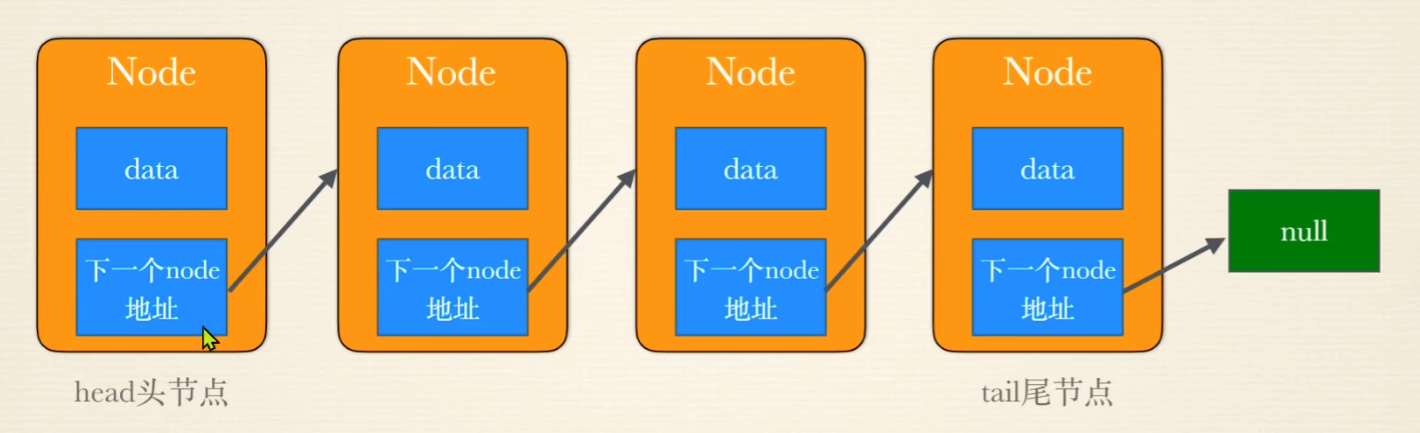 Node
data
下一个node
地址
head头节点
Node
data
下一个node
地址
Node
data
下一个node
地址
Node
data
下一个node
地址
tail尾节点
null